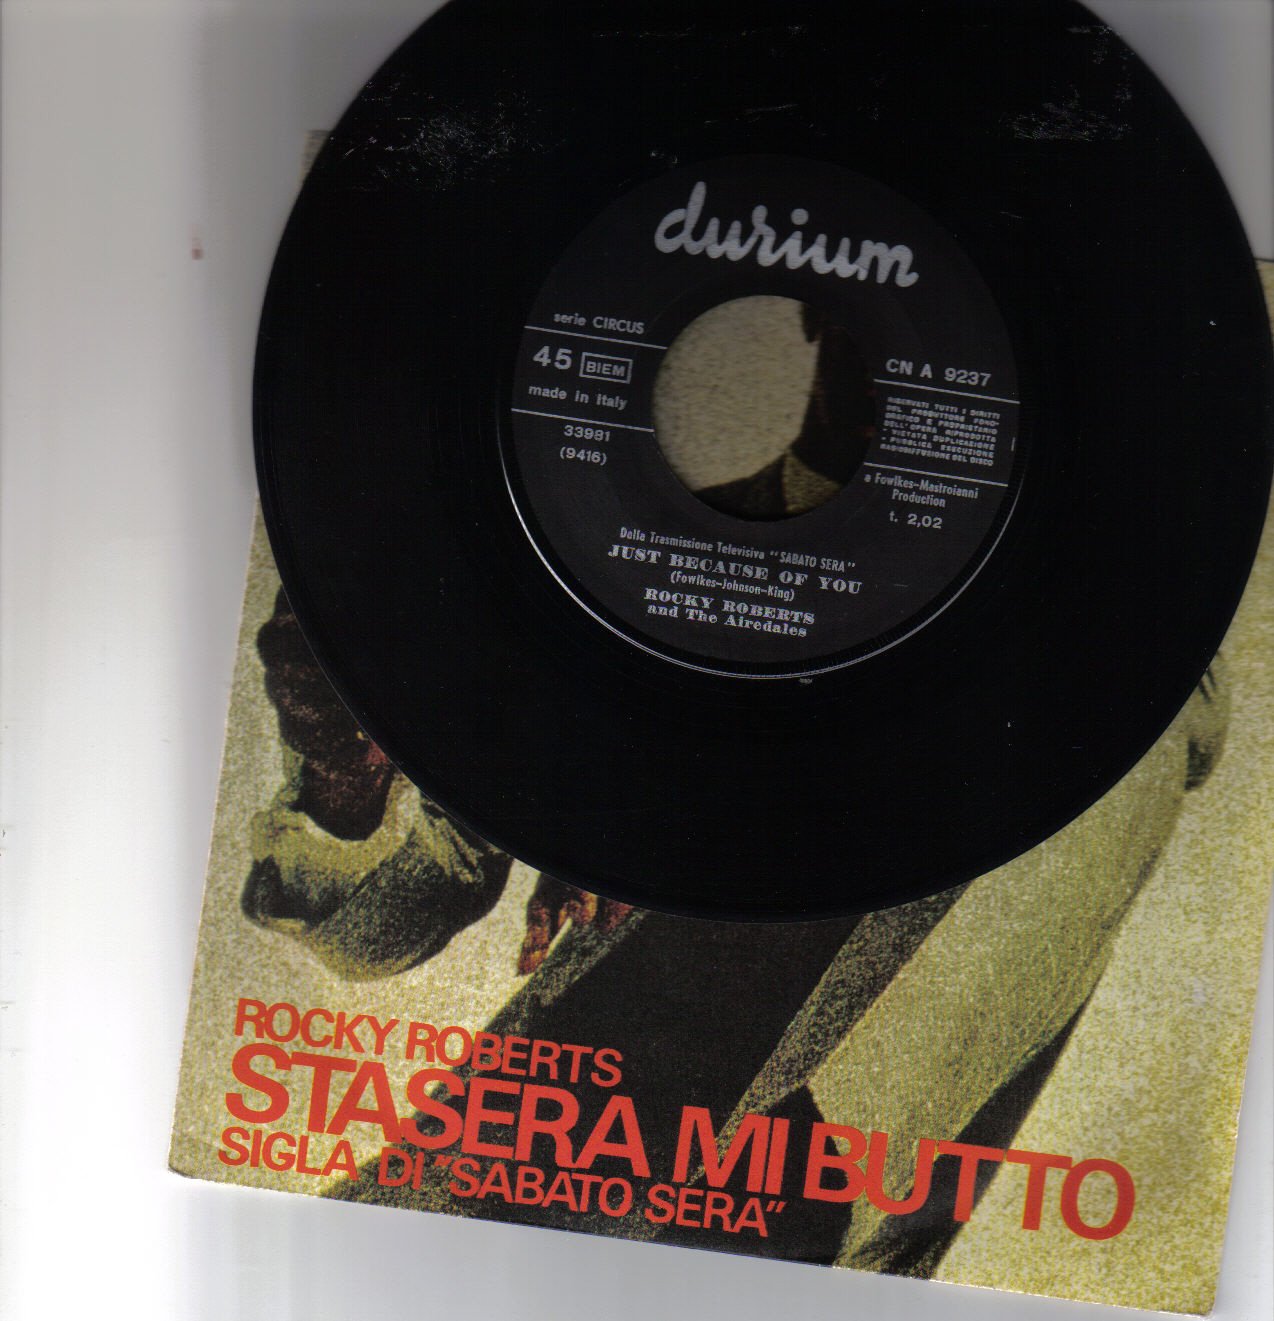 durium
serie CIRCUS
45 BIEM
made in italy
33981
(9416)
CN A 9237
RISERVATI TUTTI I DIRITTI
DEL PRODUTTORE FONO-
GRAFICO E PROPRIETARIO
DELL'OPERA RIPRODOTTA
- VIETATA DUPLICAZIONE
- PUBBLICA ESECUZIONE
RADIODIFFUSIONE DEL DISCO
a Fowlkes-Mastroianni
Production
t. 2,02
Dalla Trasmissione Televisiva "SABATO SERA"
JUST BECAUSE OF YOU
(Fowlkes-Johnson-King)
ROCKY ROBERTS
and The Airedales
ROCKY ROBERTS
STASERA MI BUTTO
SIGLA DI "SABATO SERA"